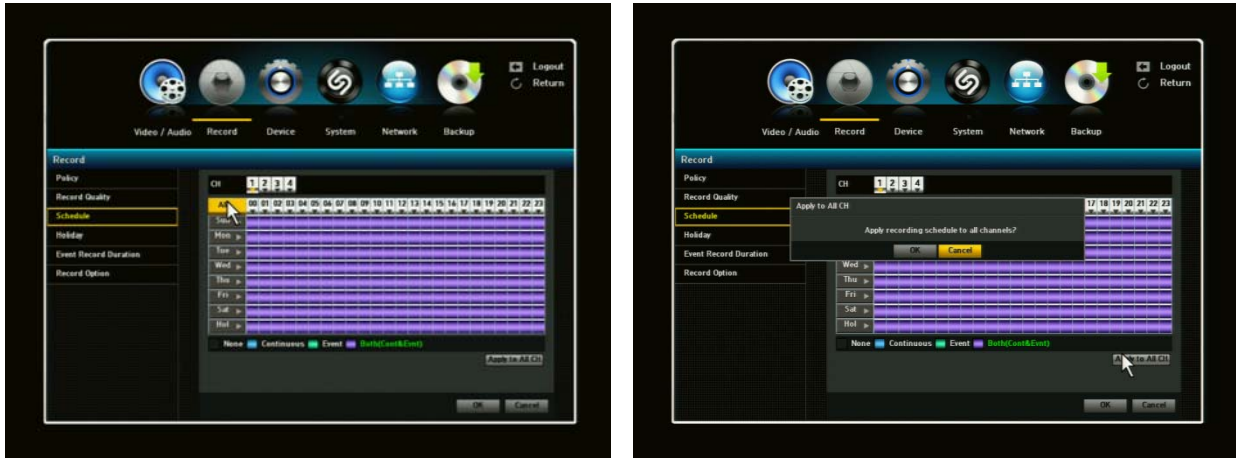 Logout
Return
Video / Audio Record Device System Network Backup
Record
Policy
Record Quality
Schedule
Holiday
Event Record Duration
Record Option
CH 1 2 3 4
00 01 02 03 04 05 06 07 08 09 10 11 12 13 14 15 16 17 18 19 20 21 22 23
Mon
Tue
Wed
Thu
Fri
Sat
Hol
None Continuous Event Both(Cont&Evnt)
Apply to All CH
OK Cancel
Logout
Return
Video / Audio Record Device System Network Backup
Record
Policy
Record Quality
Schedule
Holiday
Event Record Duration
Record Option
CH 1 2 3 4
17 18 19 20 21 22 23
Apply to All CH
Apply recording schedule to all channels?
OK Cancel
Wed
Thu
Fri
Sat
Hol
None Continuous Event Both(Cont&Evnt)
to All CH
OK Cancel